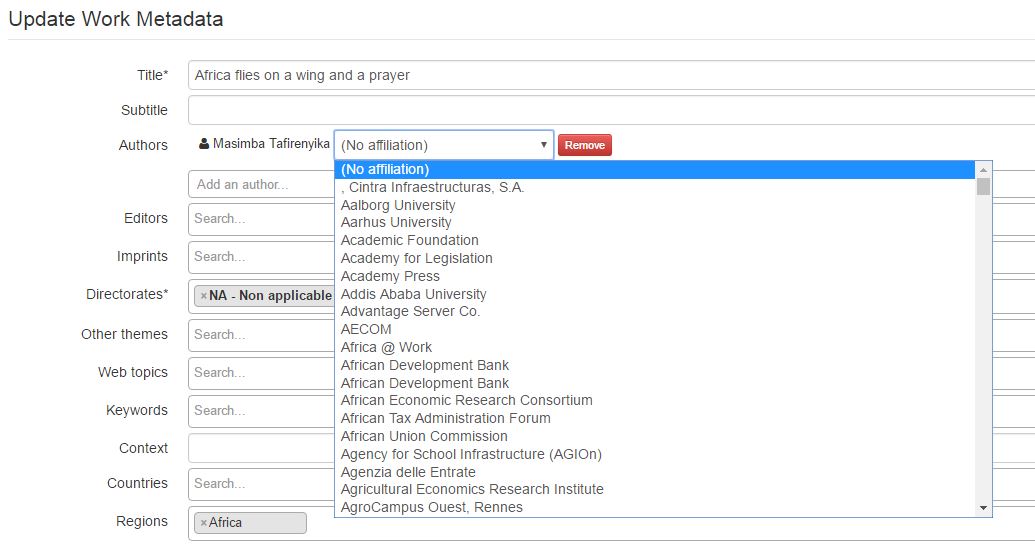 Update Work Metadata
Title* Africa flies on a wing and a prayer
Subtitle
Authors Masimba Tafirenyika (No affiliation) Remove
(No affiliation)
, Cintra Infraestructuras, S.A.
Add an author...
Aalborg University
Aarhus University
Editors Search...
Academic Foundation
Academy for Legislation
Imprints Search...
Academy Press
Directorates* × NA - Non applicable
Addis Ababa University
Advantage Server Co.
AECOM
Other themes Search...
Africa @ Work
African Development Bank
Web topics Search...
African Development Bank
African Economic Research Consortium
Keywords Search...
African Tax Administration Forum
African Union Commission
Context
Agency for School Infrastructure (AGIOn)
Agenzia delle Entrate
Countries Search...
Agricultural Economics Research Institute
AgroCampus Ouest, Rennes
Regions × Africa